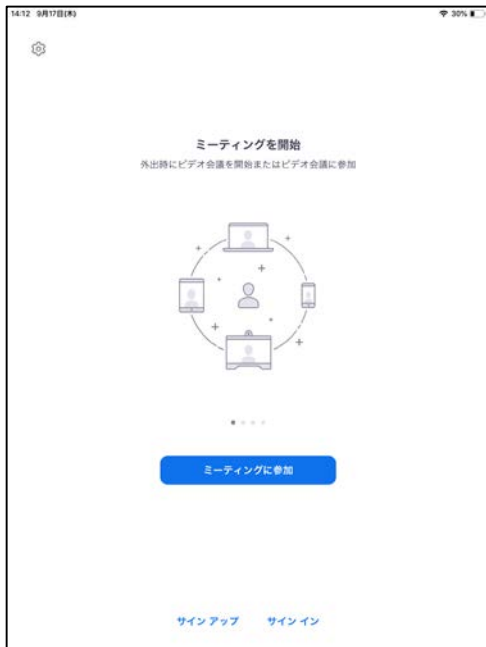 14:12 9月17日(木)
30%
ミーティングを開始
外出時にビデオ会議を開始またはビデオ会議に参加
ミーティングに参加
サイン アップ サイン イン